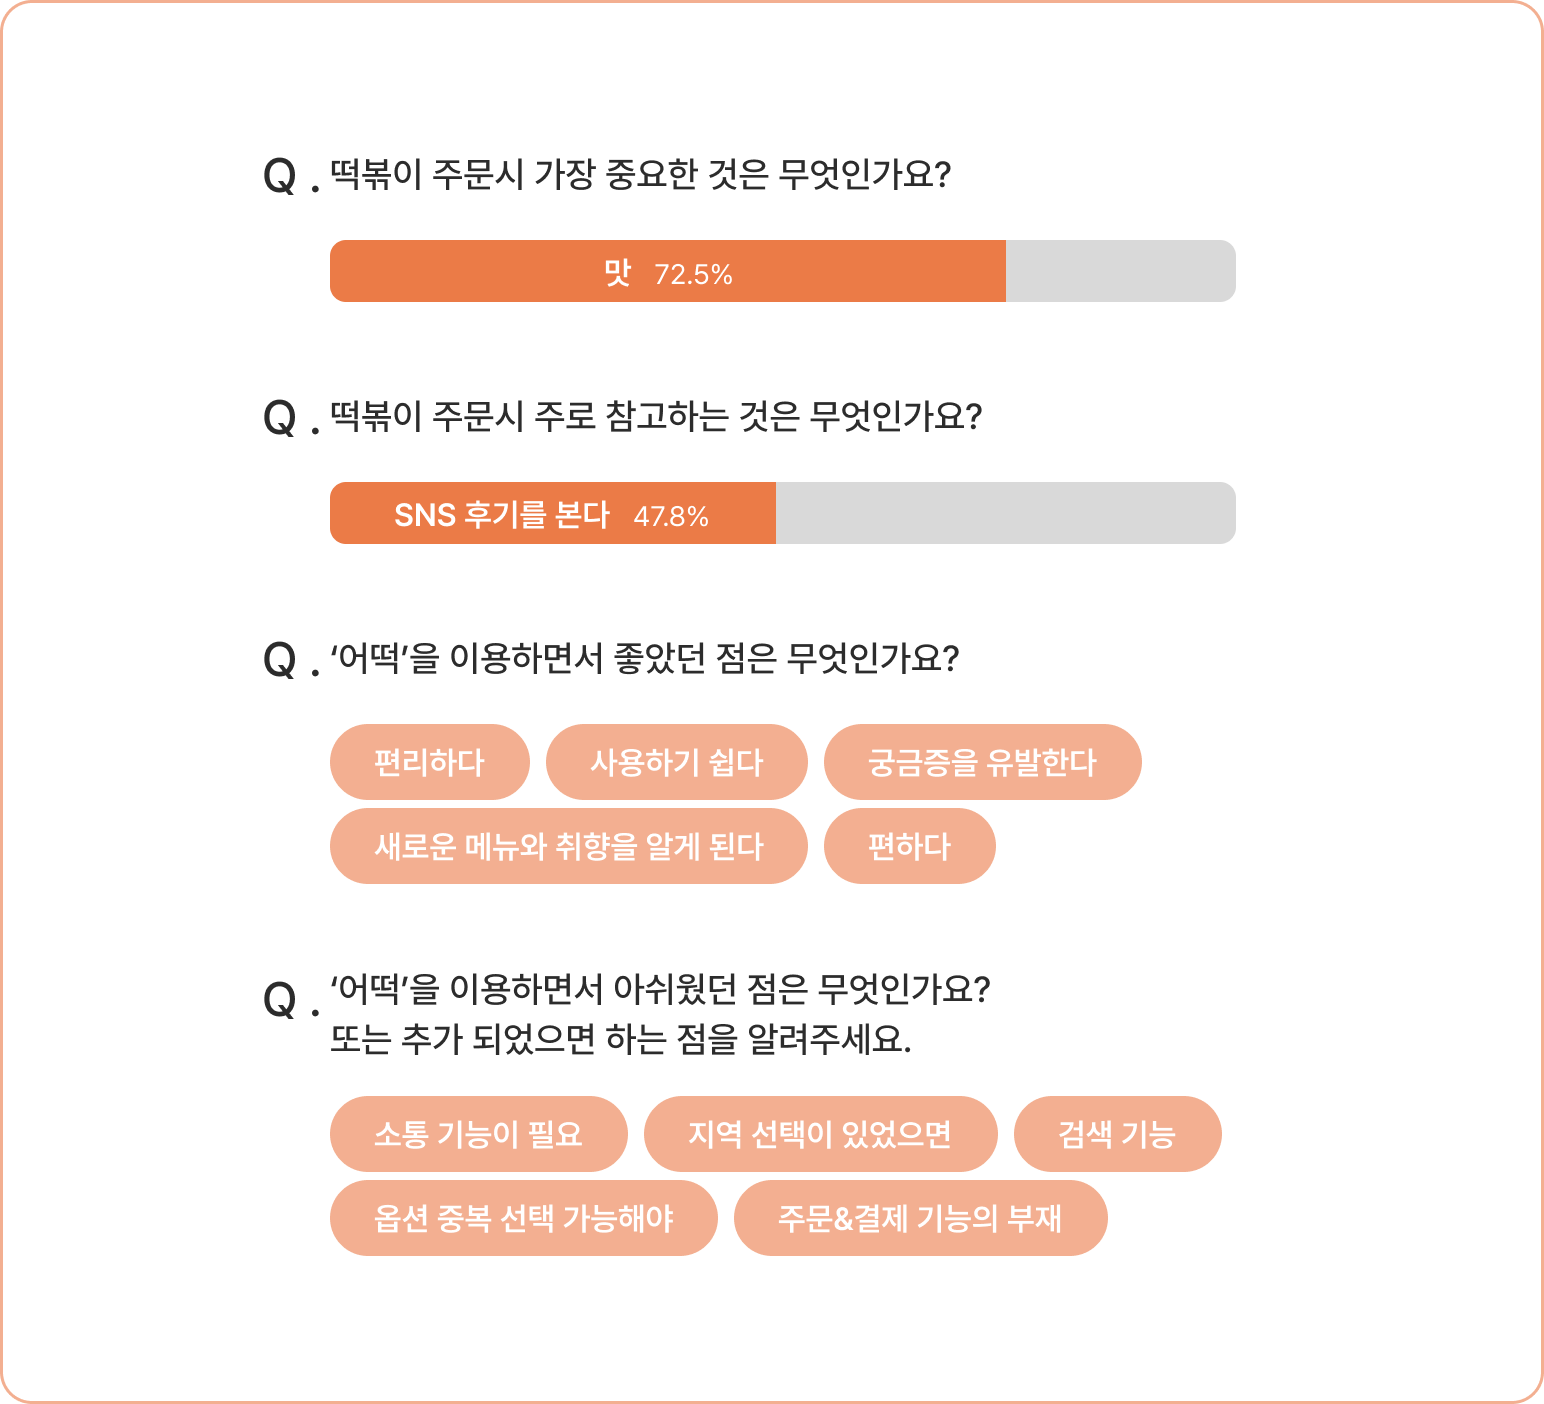 Q . 떡볶이 주문시 가장 중요한 것은 무엇인가요?
맛 72.5%
Q . 떡볶이 주문시 주로 참고하는 것은 무엇인가요?
SNS 후기를 본다 47.8%
Q . ‘어떡’을 이용하면서 좋았던 점은 무엇인가요?
편리하다 사용하기 쉽다 궁금증을 유발한다
새로운 메뉴와 취향을 알게 된다 편하다
Q . ‘어떡’을 이용하면서 아쉬웠던 점은 무엇인가요?
또는 추가 되었으면 하는 점을 알려주세요.
소통 기능이 필요 지역 선택이 있었으면 검색 기능
옵션 중복 선택 가능해야 주문&결제 기능의 부재